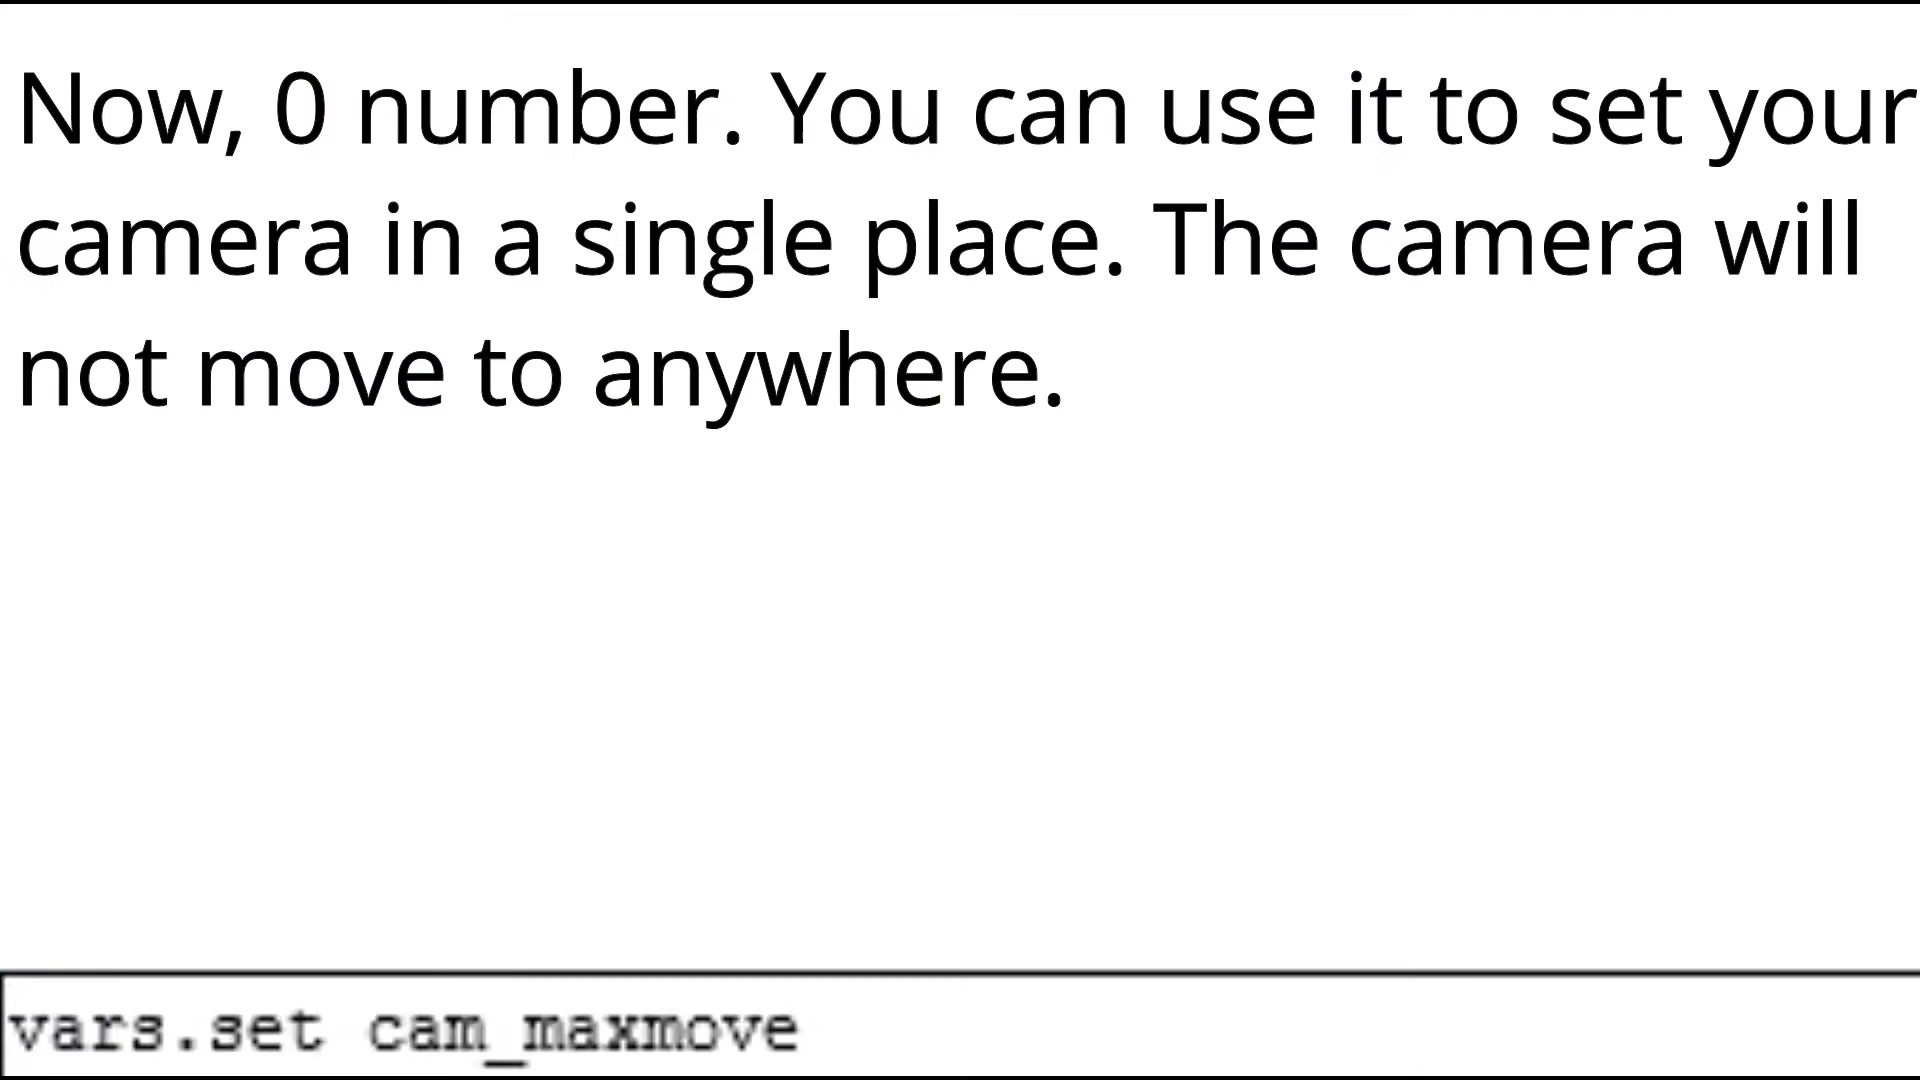 Now, 0 number. You can use it to set your
camera in a single place. The camera will
not move to anywhere.
vars.set cam_maxmove